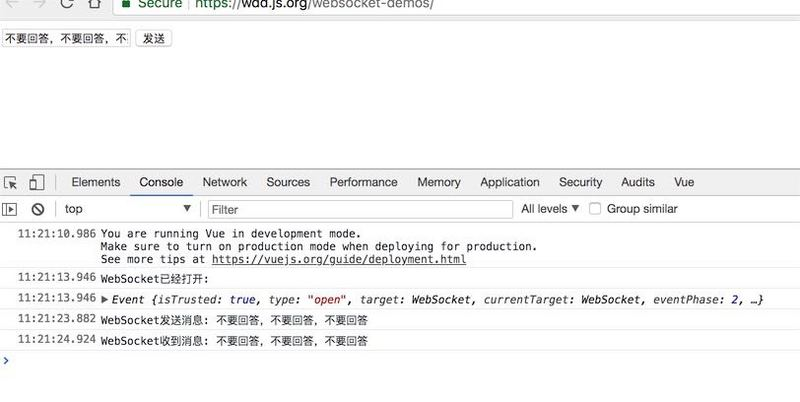 Secure https://wdd.js.org/websocket-demos/
不要回答，不要回答，不 发送
Elements Console Network Sources Performance Memory Application Security Audits Vue
top Filter All levels Group similar
11:21:10.986 You are running Vue in development mode.
Make sure to turn on production mode when deploying for production.
See more tips at https://vuejs.org/guide/deployment.html
11:21:13.946 WebSocket已经打开:
11:21:13.946 Event {isTrusted: true, type: "open", target: WebSocket, currentTarget: WebSocket, eventPhase: 2, …}
11:21:23.882 WebSocket发送消息: 不要回答，不要回答，不要回答
11:21:24.924 WebSocket收到消息: 不要回答，不要回答，不要回答